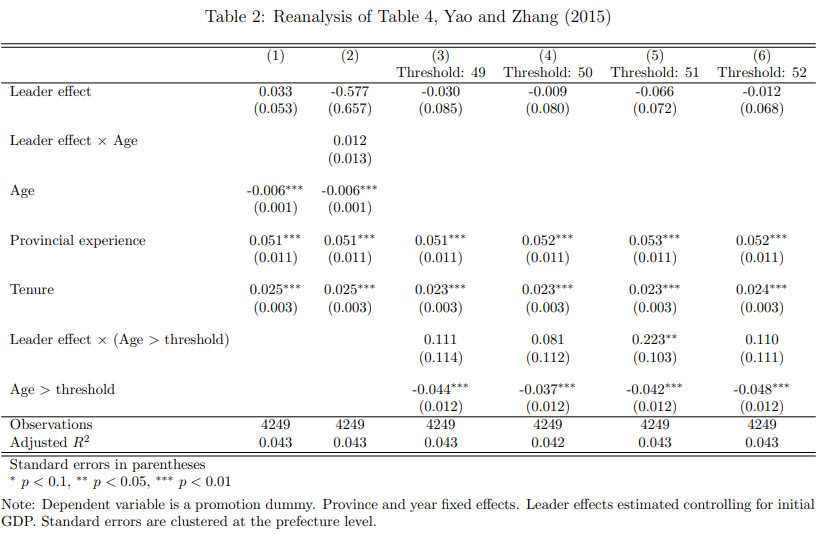 Table 2: Reanalysis of Table 4, Yao and Zhang (2015)
(1) (2) (3) (4) (5) (6)
Threshold: 49 Threshold: 50 Threshold: 51 Threshold: 52
Leader effect 0.033 -0.577 -0.030 -0.009 -0.066 -0.012
(0.053) (0.657) (0.085) (0.080) (0.072) (0.068)
Leader effect × Age 0.012
(0.013)
Age -0.006*** -0.006***
(0.001) (0.001)
Provincial experience 0.051*** 0.051*** 0.051*** 0.052*** 0.053*** 0.052***
(0.011) (0.011) (0.011) (0.011) (0.011) (0.011)
Tenure 0.025*** 0.025*** 0.023*** 0.023*** 0.023*** 0.024***
(0.003) (0.003) (0.003) (0.003) (0.003) (0.003)
Leader effect × (Age > threshold) 0.111 0.081 0.223** 0.110
(0.114) (0.112) (0.103) (0.111)
Age > threshold -0.044*** -0.037*** -0.042*** -0.048***
(0.012) (0.012) (0.012) (0.012)
Observations 4249 4249 4249 4249 4249 4249
Adjusted R² 0.043 0.043 0.043 0.042 0.043 0.043
Standard errors in parentheses
* p < 0.1, ** p < 0.05, *** p < 0.01
Note: Dependent variable is a promotion dummy. Province and year fixed effects. Leader effects estimated controlling for initial
GDP. Standard errors are clustered at the prefecture level.